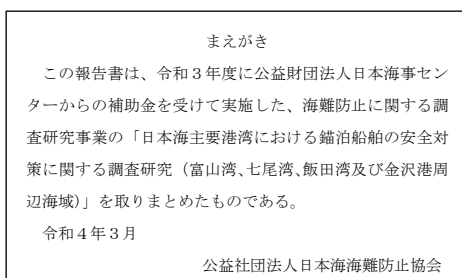 まえがき
この報告書は、令和３年度に公益財団法人日本海事セン
ターからの補助金を受けて実施した、海難防止に関する調
査研究事業の「日本海主要港湾における錨泊船舶の安全対
策に関する調査研究（富山湾、七尾湾、飯田湾及び金沢港周
辺海域）」を取りまとめたものである。
令和４年３月
公益社団法人日本海海難防止協会